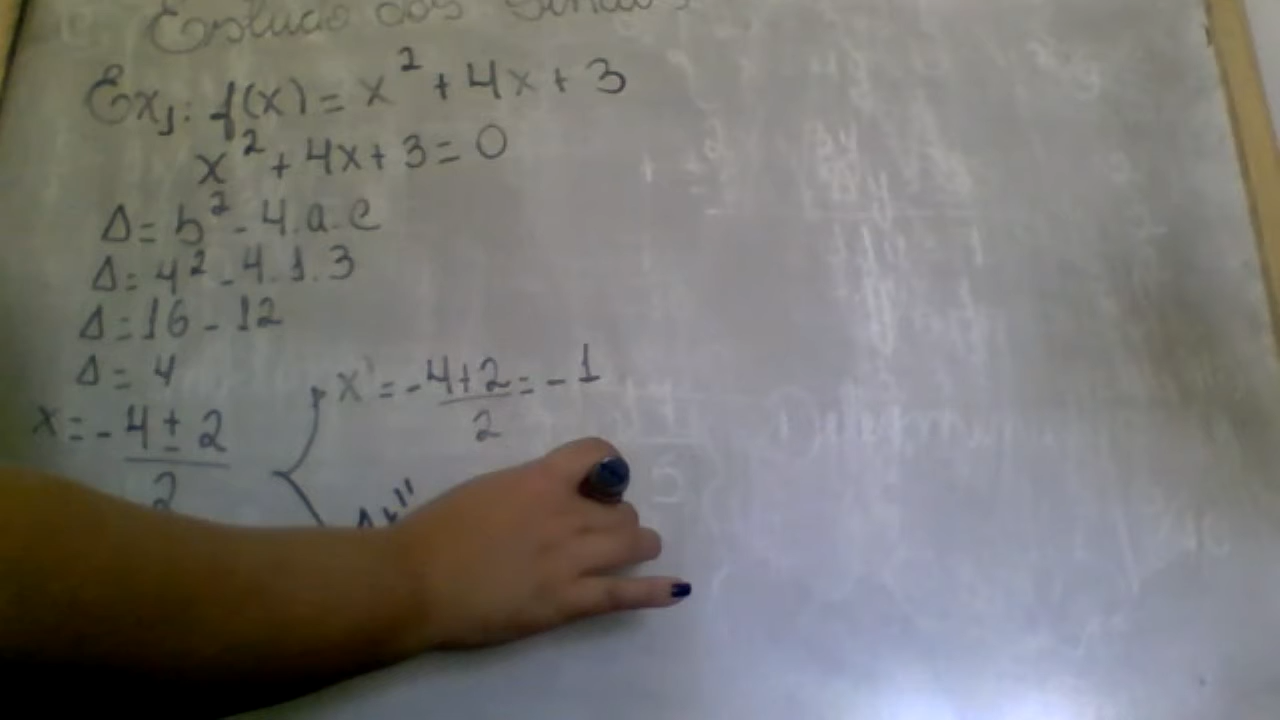 Estudo dos Sinais
Ex₁: f(x) = x² + 4x + 3
x² + 4x + 3 = 0
Δ = b² - 4.a.c
Δ = 4² - 4.1.3
Δ = 16 - 12
Δ = 4
x = -4 ± 2 / 2
x' = -4+2 / 2 = -1
x''